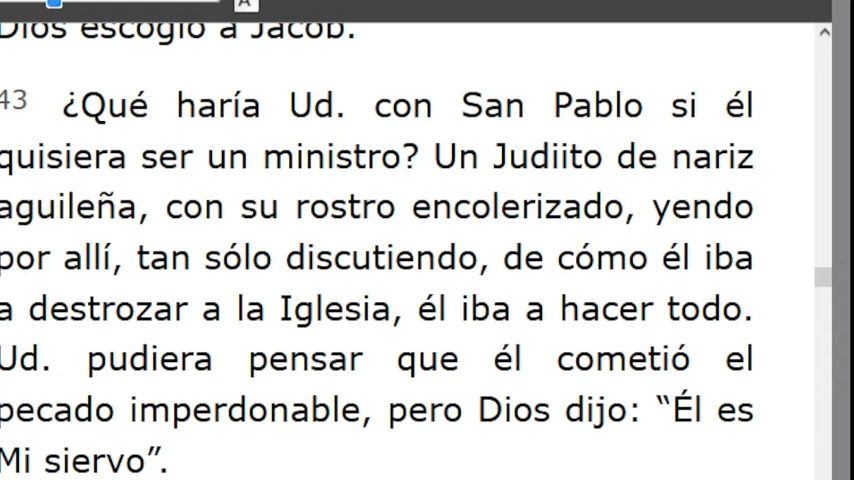 Dios escogió a Jacob.
43 ¿Qué haría Ud. con San Pablo si él
quisiera ser un ministro? Un Judiito de nariz
aguileña, con su rostro encolerizado, yendo
por allí, tan sólo discutiendo, de cómo él iba
a destrozar a la Iglesia, él iba a hacer todo.
Ud. pudiera pensar que él cometió el
pecado imperdonable, pero Dios dijo: “Él es
Mi siervo”.